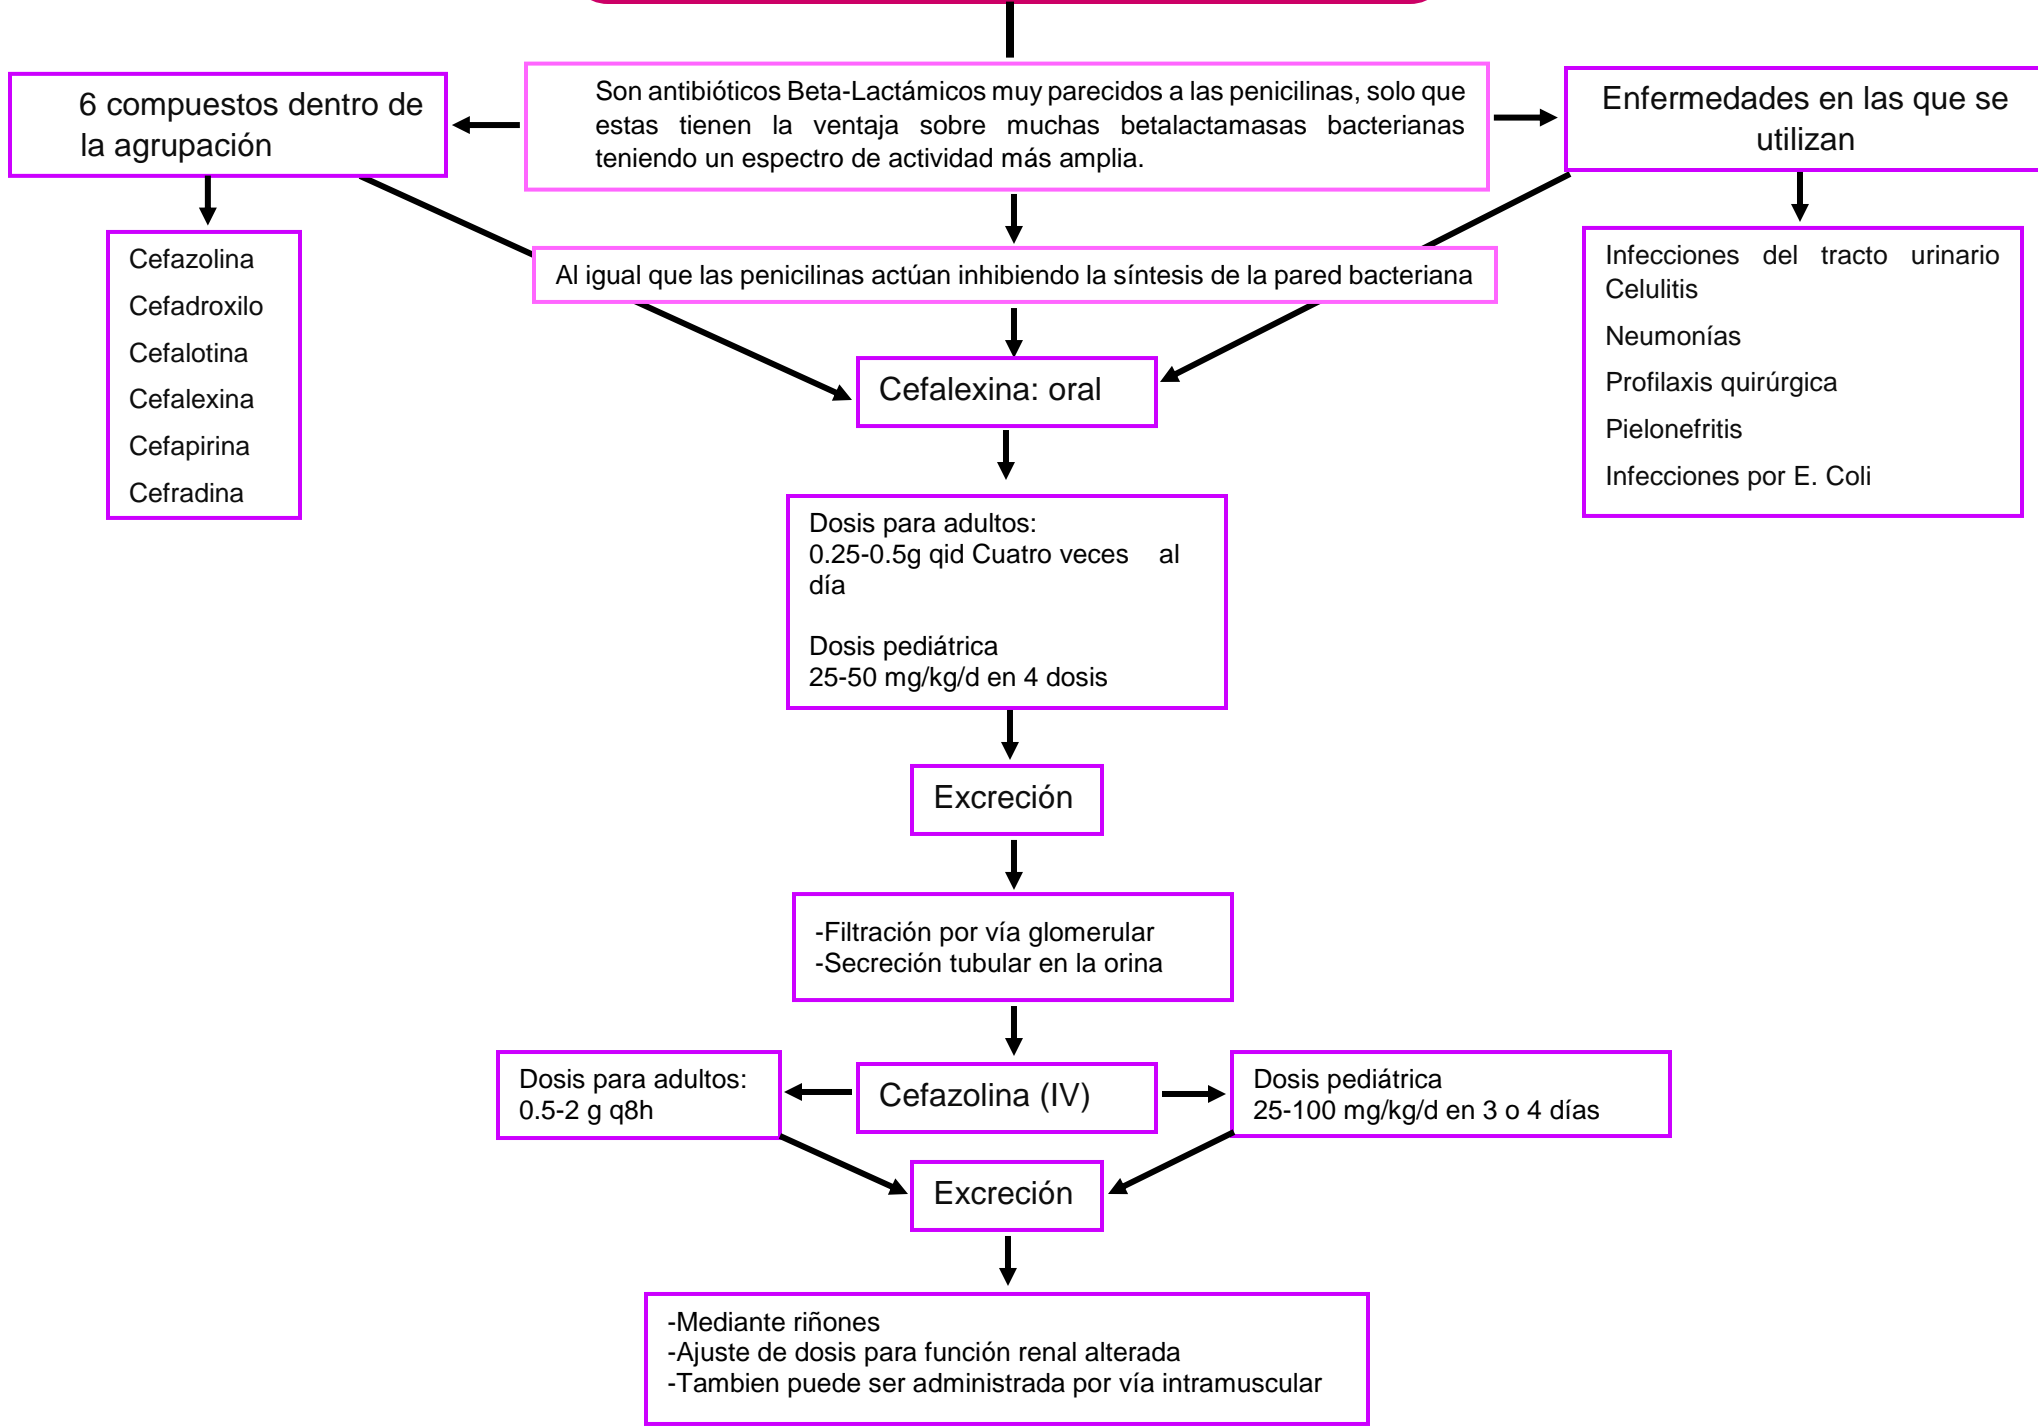 Son antibióticos Beta-Lactámicos muy parecidos a las penicilinas, solo que
estas tienen la ventaja sobre muchas betalactamasas bacterianas
teniendo un espectro de actividad más amplia.
6 compuestos dentro de
la agrupación
Enfermedades en las que se
utilizan
Cefazolina
Cefadroxilo
Cefalotina
Cefalexina
Cefapirina
Cefradina
Al igual que las penicilinas actúan inhibiendo la síntesis de la pared bacteriana
Infecciones del tracto urinario
Celulitis
Neumonías
Profilaxis quirúrgica
Pielonefritis
Infecciones por E. Coli
Cefalexina: oral
Dosis para adultos:
0.25-0.5g qid Cuatro veces al
día
Dosis pediátrica
25-50 mg/kg/d en 4 dosis
Excreción
-Filtración por vía glomerular
-Secreción tubular en la orina
Cefazolina (IV)
Dosis para adultos:
0.5-2 g q8h
Dosis pediátrica
25-100 mg/kg/d en 3 o 4 días
Excreción
-Mediante riñones
-Ajuste de dosis para función renal alterada
-Tambien puede ser administrada por vía intramuscular